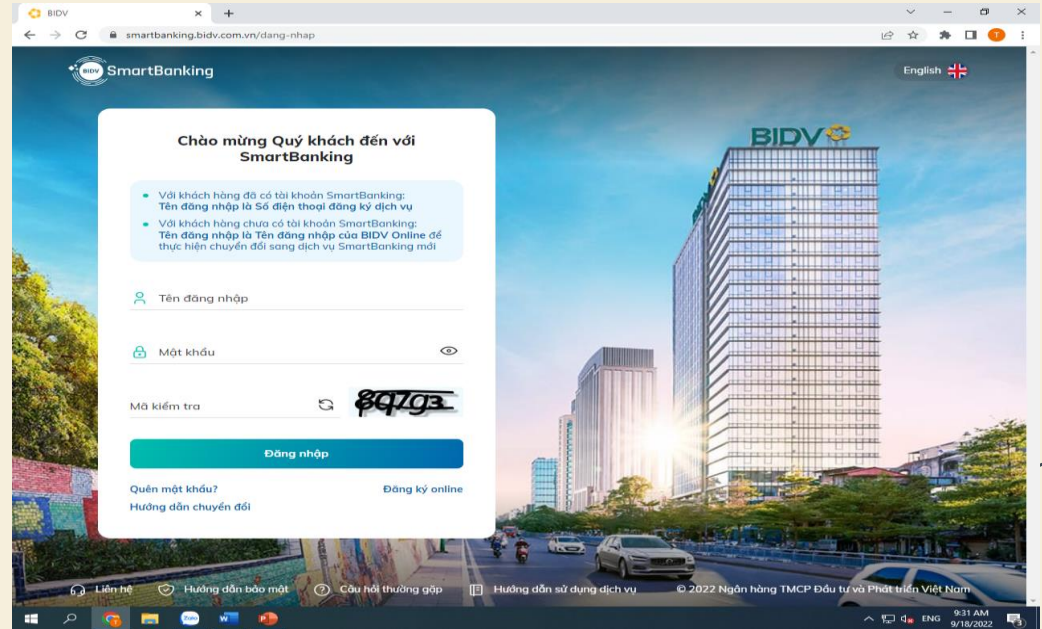 BIDV
smartbanking.bidv.com.vn/dang-nhap
T
BIDV SmartBanking
English
Chào mừng Quý khách đến với
SmartBanking
Với khách hàng đã có tài khoản SmartBanking:
Tên đăng nhập là Số điện thoại đăng ký dịch vụ
Với khách hàng chưa có tài khoản SmartBanking:
Tên đăng nhập là Tên đăng nhập của BIDV Online để
thực hiện chuyển đổi sang dịch vụ SmartBanking mới
Tên đăng nhập
Mật khẩu
Mã kiểm tra
8Q7g3
Đăng nhập
Quên mật khẩu?
Đăng ký online
Hướng dẫn chuyển đổi
BIDV
Liên hệ
Hướng dẫn bảo mật
Câu hỏi thường gặp
Hướng dẫn sử dụng dịch vụ
© 2022 Ngân hàng TMCP Đầu tư và Phát triển Việt Nam
Zalo
ENG
9:31 AM
9/18/2022
3